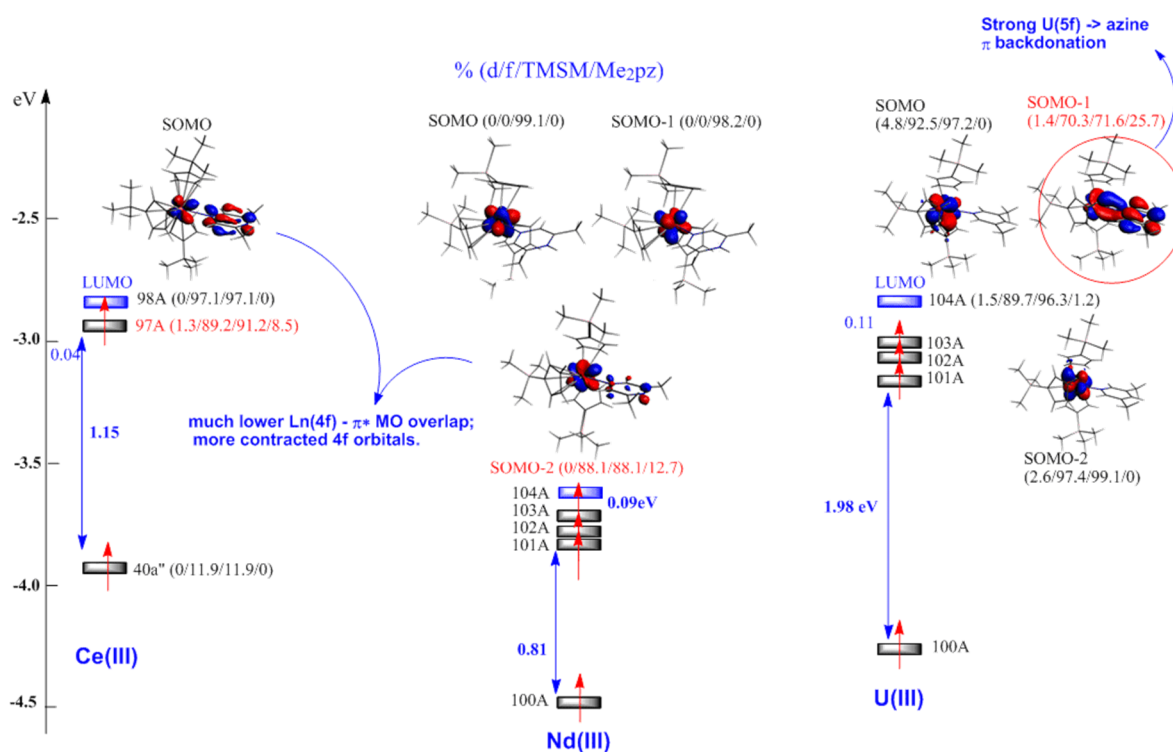 Strong U(5f) -> azine
π backdonation
% (d/f/TMSM/Me₂pz)
eV
SOMO
SOMO (0/0/99.1/0)
SOMO-1 (0/0/98.2/0)
SOMO
(4.8/92.5/97.2/0)
SOMO-1
(1.4/70.3/71.6/25.7)
-2.5
LUMO
98A (0/97.1/97.1/0)
97A (1.3/89.2/91.2/8.5)
LUMO
104A (1.5/89.7/96.3/1.2)
0.11
103A
102A
101A
-3.0
0.04
1.15
much lower Ln(4f) - π* MO overlap;
more contracted 4f orbitals.
SOMO-2 (0/88.1/88.1/12.7)
SOMO-2
(2.6/97.4/99.1/0)
-3.5
104A
0.09eV
103A
102A
101A
1.98 eV
40a" (0/11.9/11.9/0)
-4.0
0.81
100A
Ce(III)
100A
U(III)
-4.5
Nd(III)